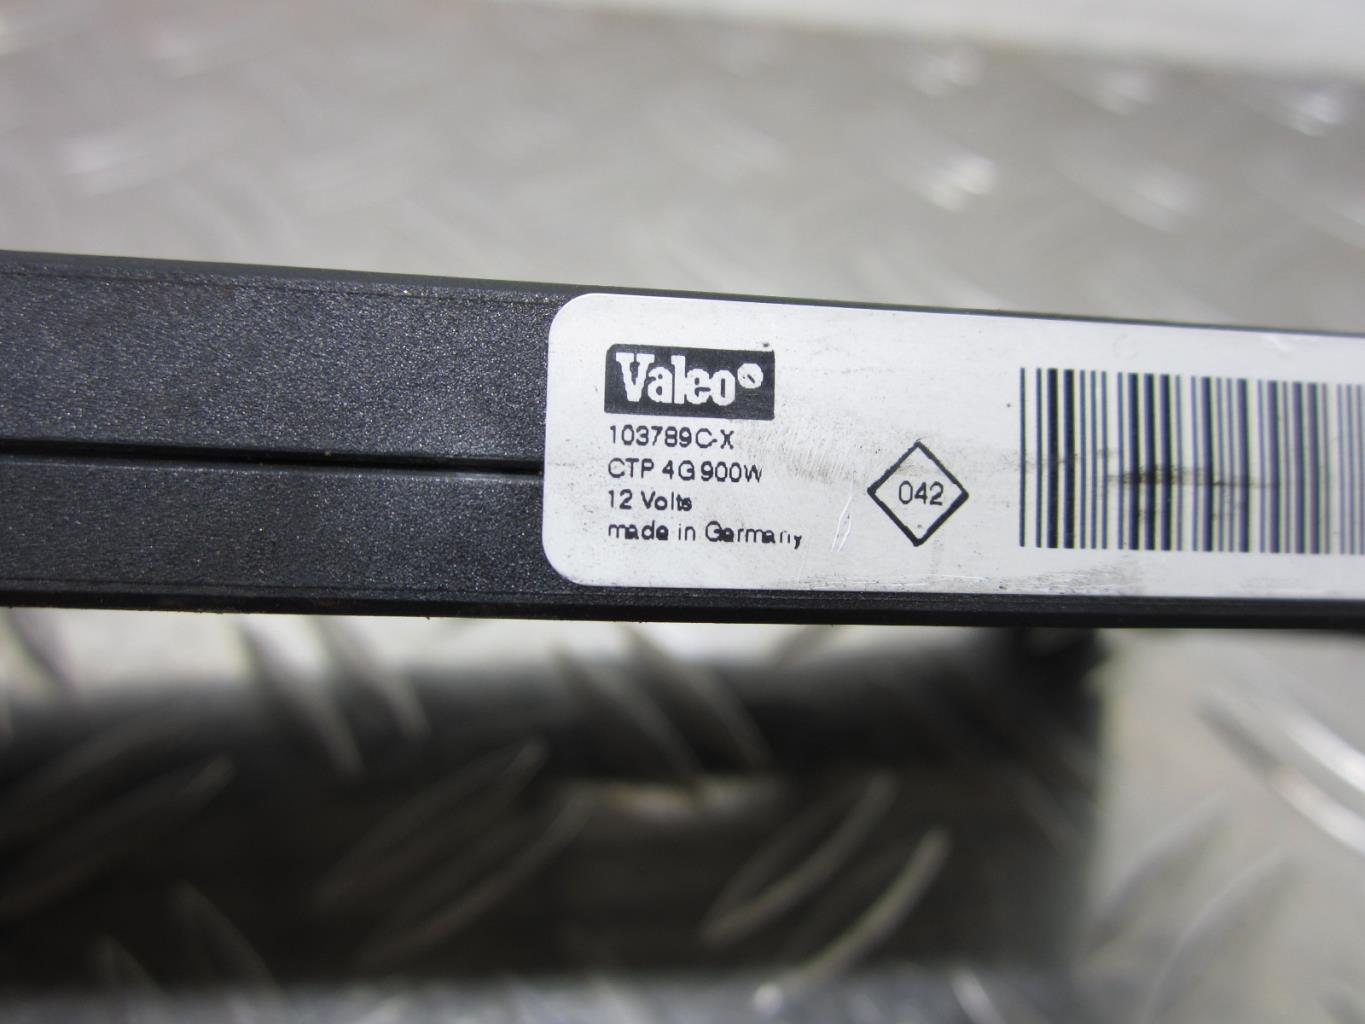 Valeo
103789C-X
CTP 4G 900W
12 Volts
made in Germany
042